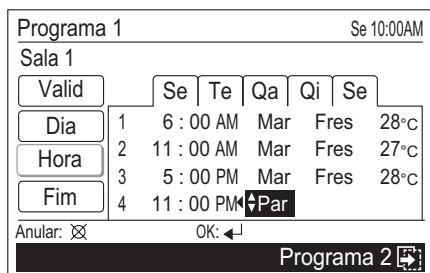 Programa 1 Se 10:00AM
Sala 1
Valid Se Te Qa Qi Se
Dia 1 6 : 00 AM Mar Fres 28°C
Hora 2 11 : 00 AM Mar Fres 27°C
3 5 : 00 PM Mar Fres 28°C
Fim 4 11 : 00 PM Par
Anular: OK:
Programa 2